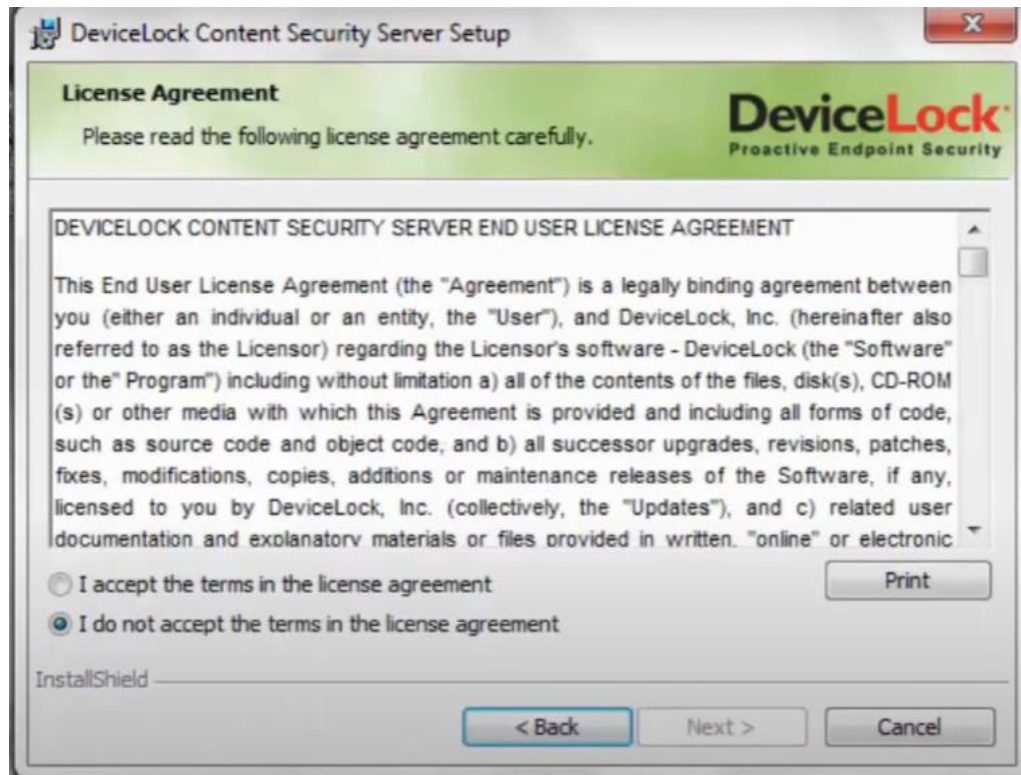 DeviceLock Content Security Server Setup
License Agreement
Please read the following license agreement carefully.
DeviceLock
Proactive Endpoint Security
DEVICELOCK CONTENT SECURITY SERVER END USER LICENSE AGREEMENT
This End User License Agreement (the "Agreement") is a legally binding agreement between
you (either an individual or an entity, the "User"), and DeviceLock, Inc. (hereinafter also
referred to as the Licensor) regarding the Licensor's software - DeviceLock (the "Software"
or the" Program") including without limitation a) all of the contents of the files, disk(s), CD-ROM
(s) or other media with which this Agreement is provided and including all forms of code,
such as source code and object code, and b) all successor upgrades, revisions, patches,
fixes, modifications, copies, additions or maintenance releases of the Software, if any,
licensed to you by DeviceLock, Inc. (collectively, the "Updates"), and c) related user
documentation and explanatory materials or files provided in written, "online" or electronic
I accept the terms in the license agreement
Print
I do not accept the terms in the license agreement
InstallShield
< Back
Next >
Cancel